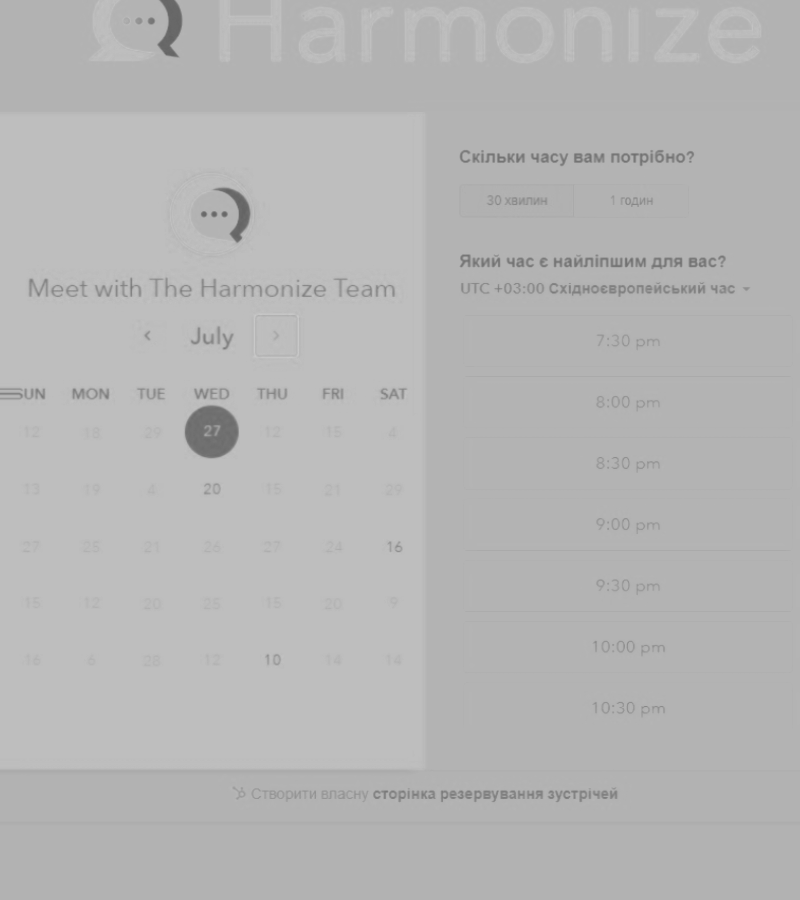 Harmonize
Meet with The Harmonize Team
July
SUN MON TUE WED THU FRI SAT
12 18 29 27 12 15 4
13 19 4 20 15 21 29
27 25 21 26 27 24 16
15 12 20 25 15 20 9
16 6 28 12 10 14 14
Скільки часу вам потрібно?
30 хвилин 1 годин
Який час є найліпшим для вас?
UTC +03:00 Східноєвропейський час
7:30 pm
8:00 pm
8:30 pm
9:00 pm
9:30 pm
10:00 pm
10:30 pm
Створити власну сторінка резервування зустрічей